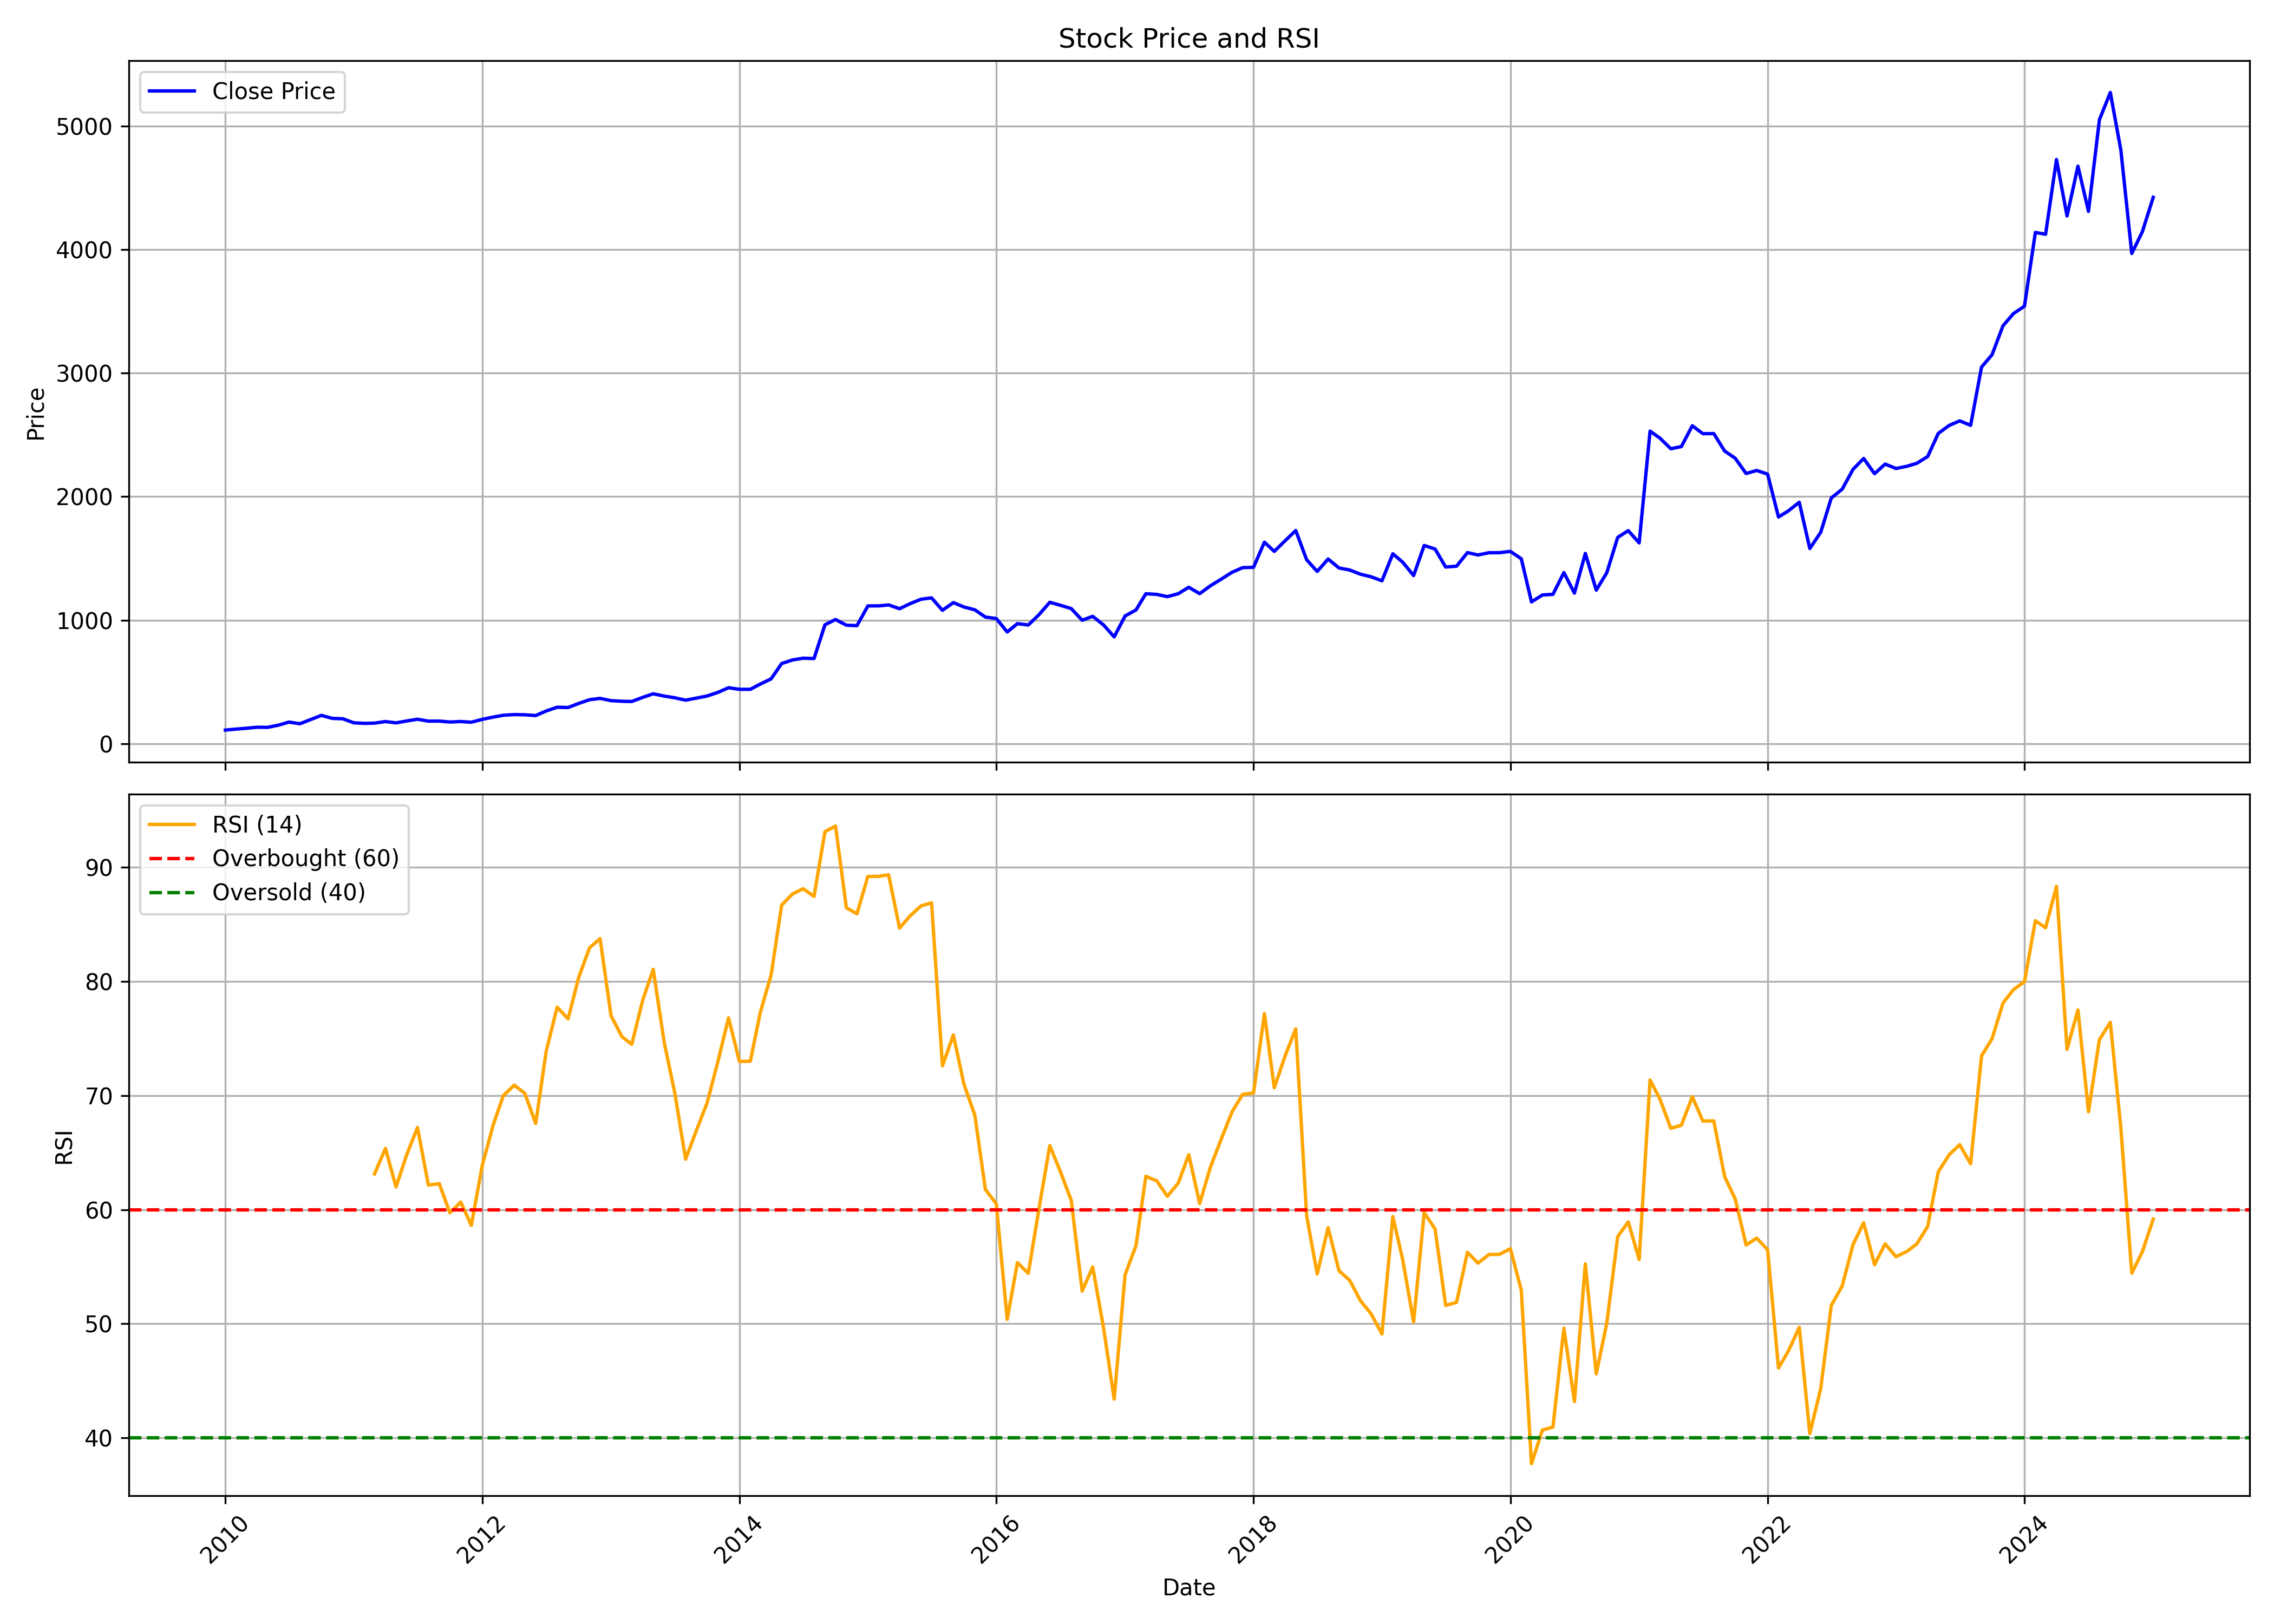 Stock Price and RSI
Close Price
5000
4000
3000
2000
1000
0
Price
RSI (14)
Overbought (60)
Oversold (40)
90
80
70
60
50
40
RSI
2010
2012
2014
2016
2018
2020
2022
2024
Date